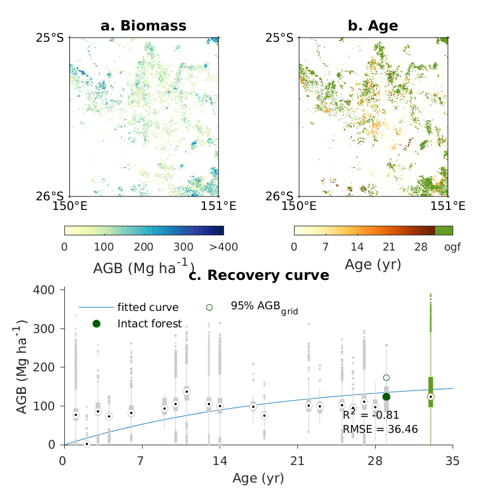 a. Biomass
b. Age
25°S
25°S
26°S
26°S
150°E
151°E
150°E
151°E
0
100
200
300
>400
0
7
14
21
28
ogf
AGB (Mg ha⁻¹)
Age (yr)
c. Recovery curve
400
300
200
100
0
AGB (Mg ha⁻¹)
fitted curve
95% AGB_grid
Intact forest
R² = -0.81
RMSE = 36.46
0
7
14
21
28
35
Age (yr)